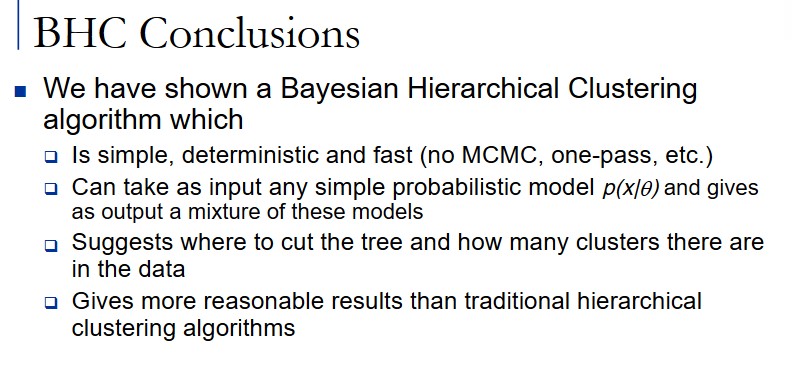 BHC Conclusions
We have shown a Bayesian Hierarchical Clustering
algorithm which
Is simple, deterministic and fast (no MCMC, one-pass, etc.)
Can take as input any simple probabilistic model p(x|θ) and gives
as output a mixture of these models
Suggests where to cut the tree and how many clusters there are
in the data
Gives more reasonable results than traditional hierarchical
clustering algorithms